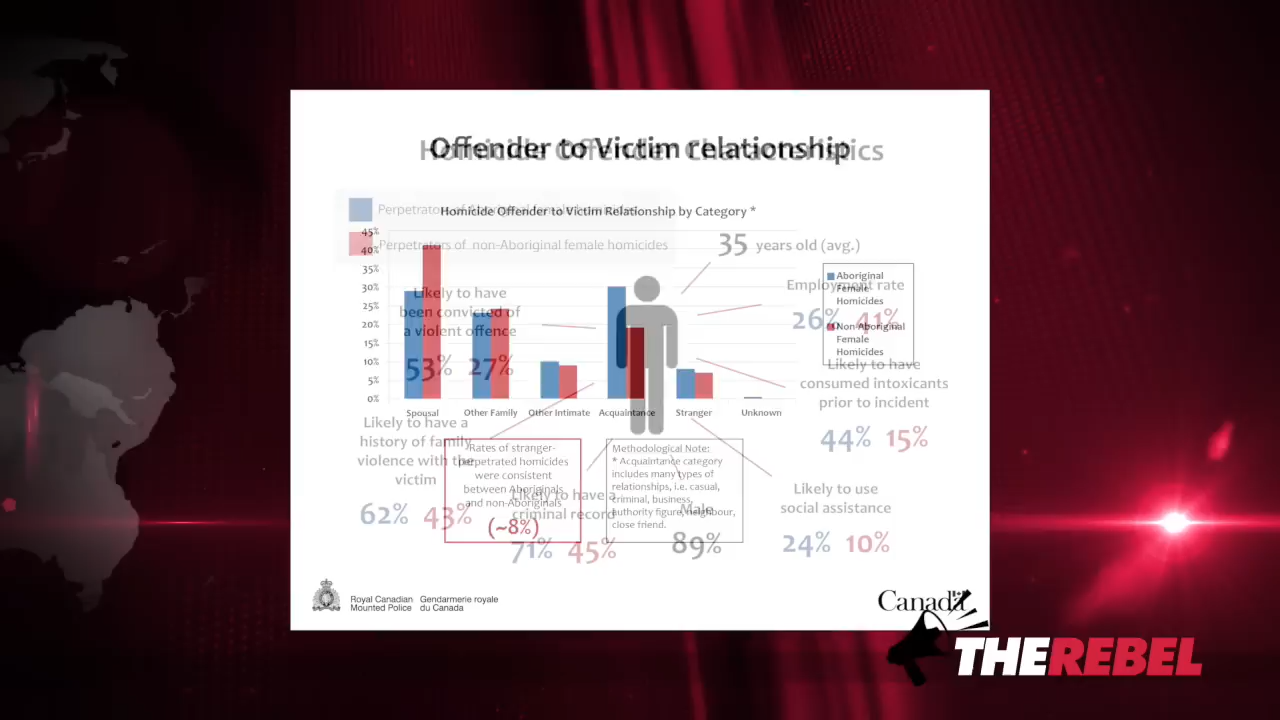 Offender to Victim relationship
Homicide Offender Characteristics
Perpetrators of Aboriginal female homicides
Homicide Offender to Victim Relationship by Category *
Perpetrators of non-Aboriginal female homicides
45%
40%
35%
30%
25%
20%
15%
10%
5%
0%
Spousal
Other Family
Other Intimate
Acquaintance
Stranger
Unknown
Aboriginal
Female
Homicides
Non-Aboriginal
Female
Homicides
35 years old (avg.)
Employment rate
26% 41%
Likely to have
been convicted of
a violent offence
53% 27%
Likely to have
consumed intoxicants
prior to incident
44% 15%
Likely to have a
history of family
violence with the
victim
62% 43%
Rates of stranger-
perpetrated homicides
were consistent
between Aboriginals
and non-Aboriginals
(~8%)
Likely to have a
criminal record
71% 45%
Methodological Note:
* Acquaintance category
includes many types of
relationships, i.e. casual,
criminal, business,
authority figure, neighbour,
close friend.
Male
89%
Likely to use
social assistance
24% 10%
Royal Canadian
Mounted Police
Gendarmerie royale
du Canada
Canada
THEREBEL